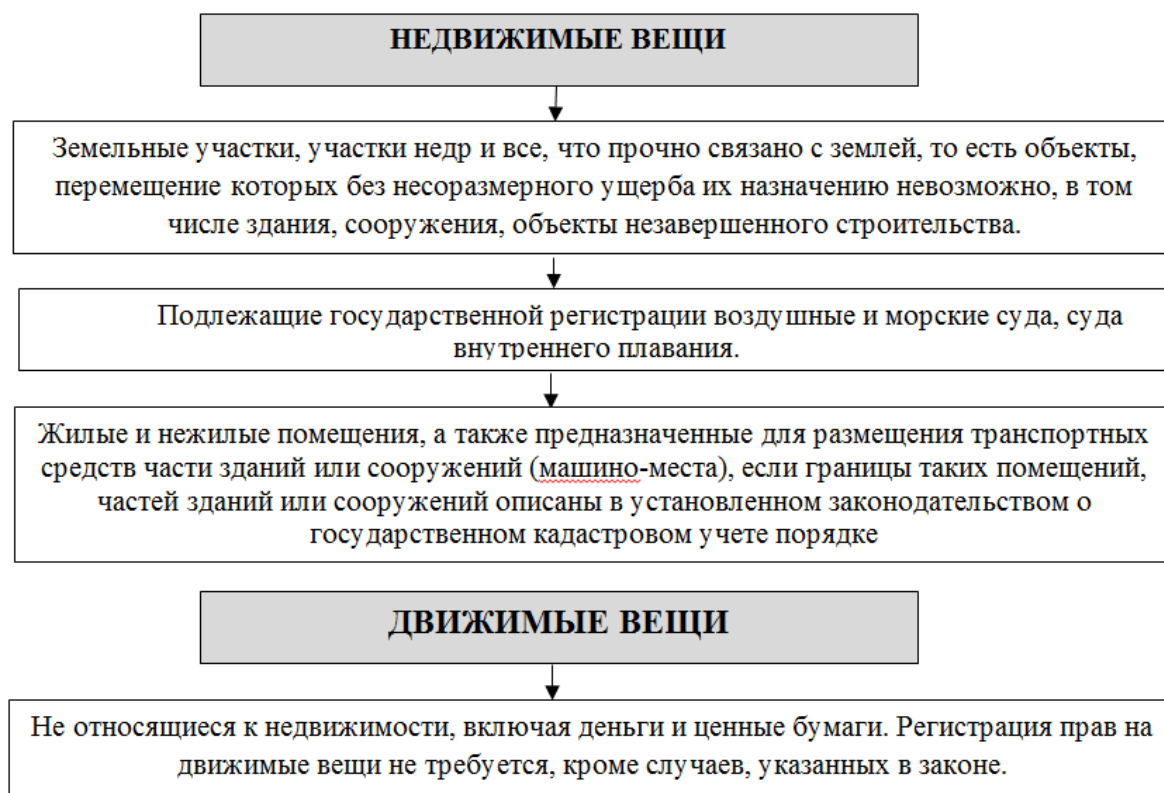 НЕДВИЖИМЫЕ ВЕЩИ
Земельные участки, участки недр и все, что прочно связано с землей, то есть объекты,
перемещение которых без несоразмерного ущерба их назначению невозможно, в том
числе здания, сооружения, объекты незавершенного строительства.
Подлежащие государственной регистрации воздушные и морские суда, суда
внутреннего плавания.
Жилые и нежилые помещения, а также предназначенные для размещения транспортных
средств части зданий или сооружений (машино-места), если границы таких помещений,
частей зданий или сооружений описаны в установленном законодательством о
государственном кадастровом учете порядке
ДВИЖИМЫЕ ВЕЩИ
Не относящиеся к недвижимости, включая деньги и ценные бумаги. Регистрация прав на
движимые вещи не требуется, кроме случаев, указанных в законе.